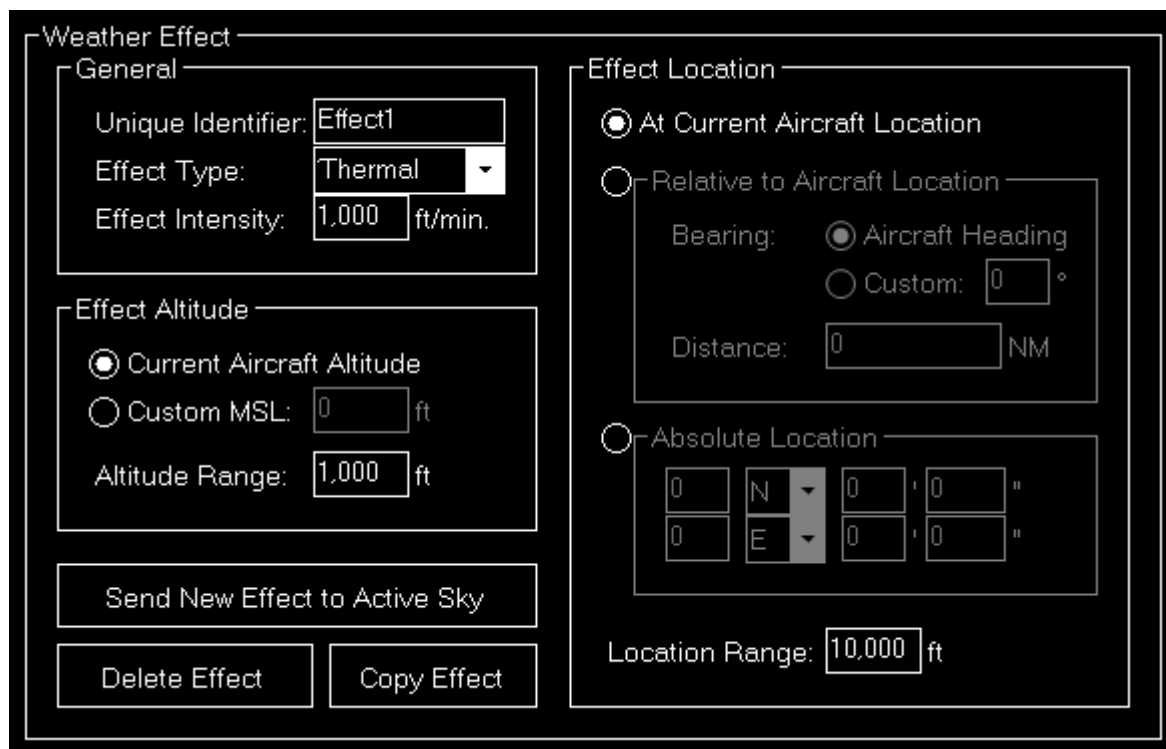 Weather Effect
General
Unique Identifier: Effect1
Effect Type: Thermal
Effect Intensity: 1,000 ft/min.
Effect Altitude
Current Aircraft Altitude
Custom MSL: 0 ft
Altitude Range: 1,000 ft
Send New Effect to Active Sky
Delete Effect Copy Effect
Effect Location
At Current Aircraft Location
Relative to Aircraft Location
Bearing: Aircraft Heading
Custom: 0 °
Distance: 0 NM
Absolute Location
0 N 0 ' 0 "
0 E 0 ' 0 "
Location Range: 10,000 ft